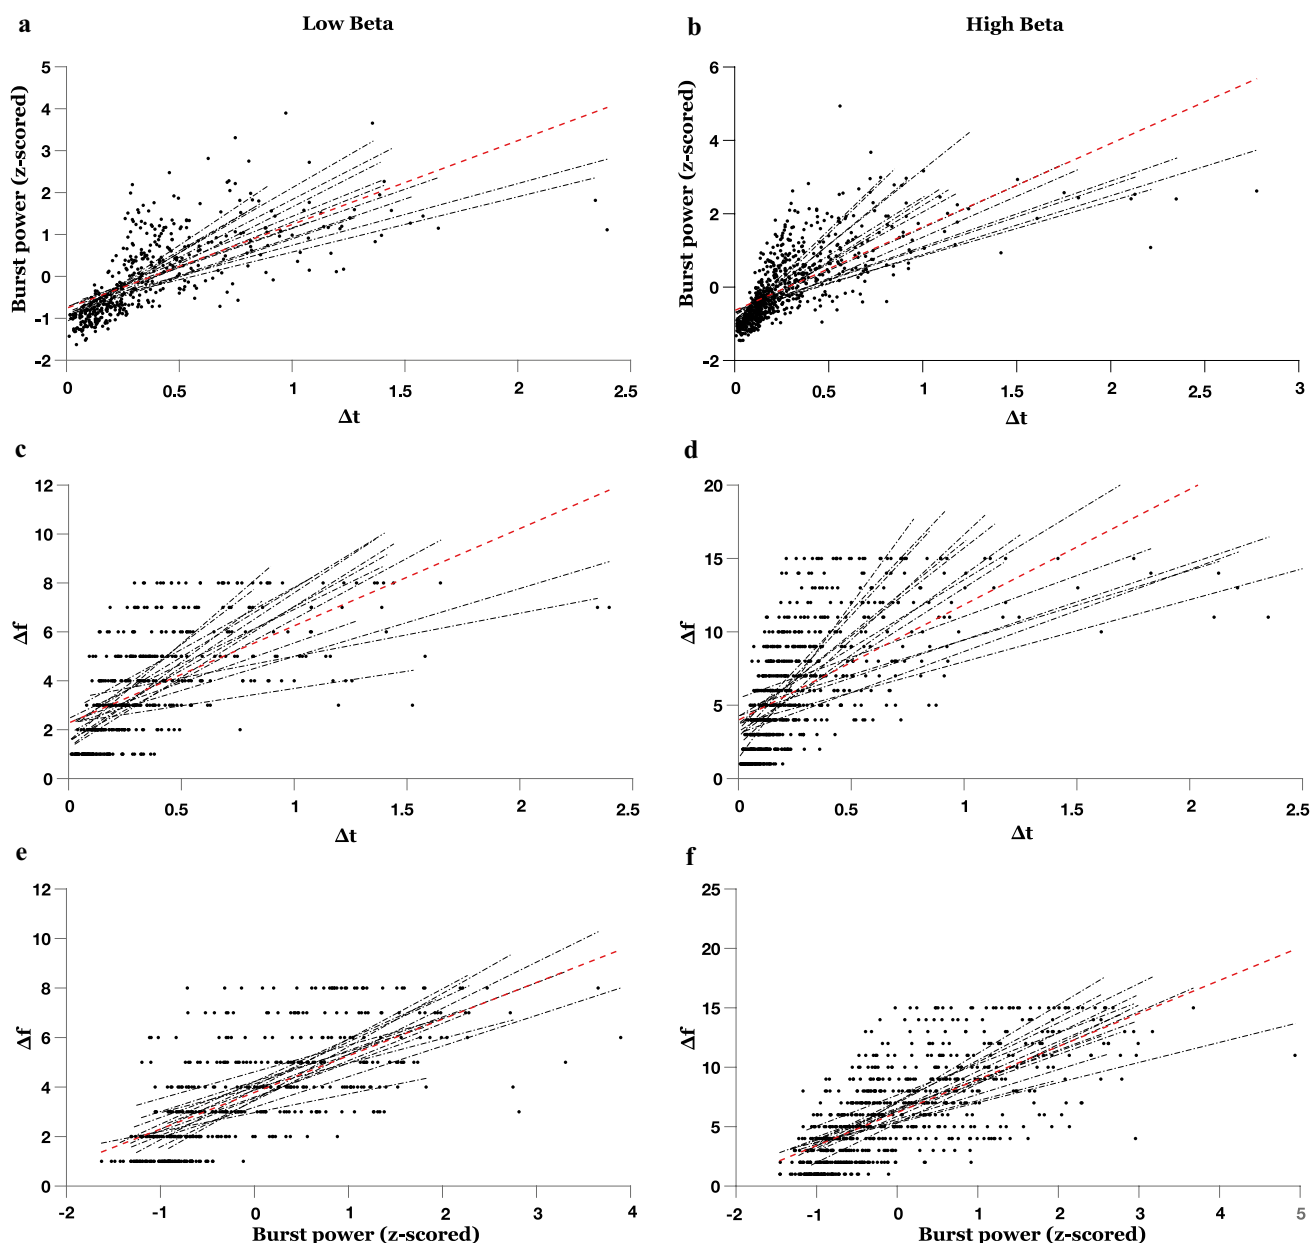 a Low Beta
b High Beta
Burst power (z-scored)
5
4
3
2
1
0
-1
-2
0 0.5 1 1.5 2 2.5
Δt
Burst power (z-scored)
6
4
2
0
-2
0 0.5 1 1.5 2 2.5 3
Δt
c
Δf
12
10
8
6
4
2
0
0 0.5 1 1.5 2 2.5
Δt
d
Δf
20
15
10
5
0
0 0.5 1 1.5 2 2.5
Δt
e
Δf
12
10
8
6
4
2
0
-2 -1 0 1 2 3 4
Burst power (z-scored)
f
Δf
25
20
15
10
5
0
-2 -1 0 1 2 3 4 5
Burst power (z-scored)